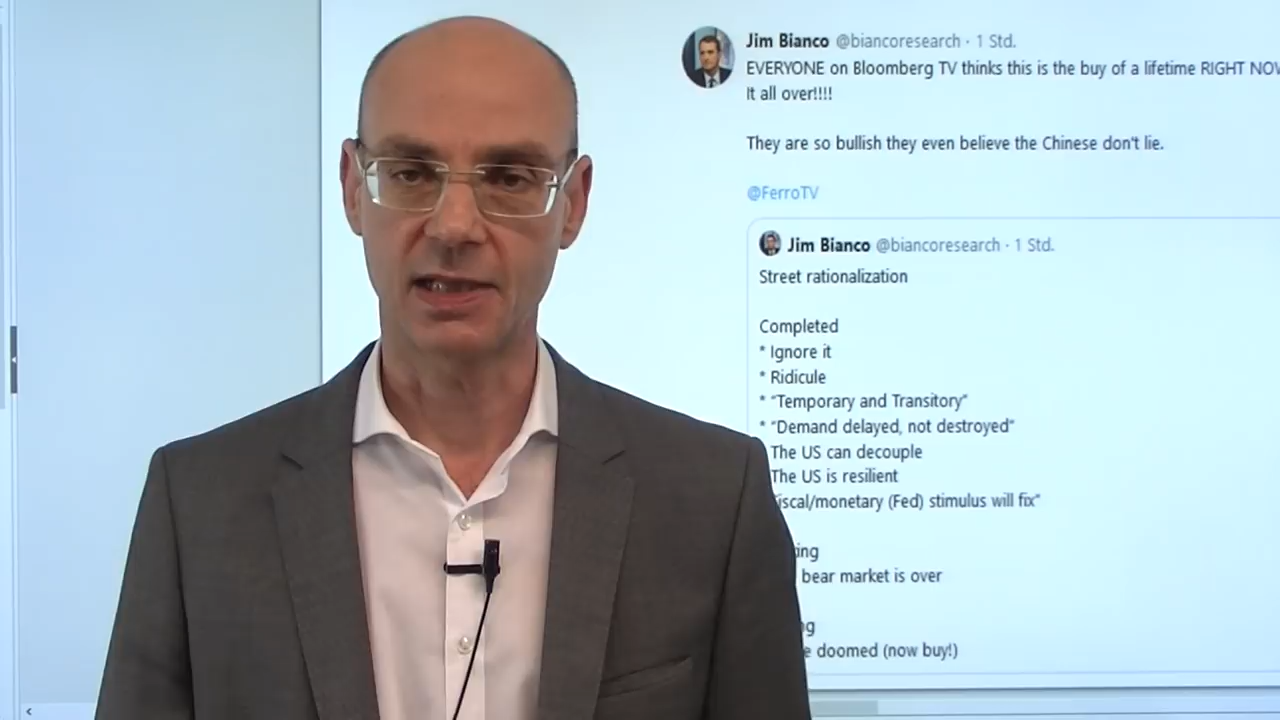 Jim Bianco @biancoresearch · 1 Std.
EVERYONE on Bloomberg TV thinks this is the buy of a lifetime RIGHT NOW
It all over!!!!
They are so bullish they even believe the Chinese don't lie.
@FerroTV
Jim Bianco @biancoresearch · 1 Std.
Street rationalization
Completed
* Ignore it
* Ridicule
* "Temporary and Transitory"
* "Demand delayed, not destroyed"
The US can decouple
The US is resilient
iscal/monetary (Fed) stimulus will fix"
ing
bear market is over
g
e doomed (now buy!)